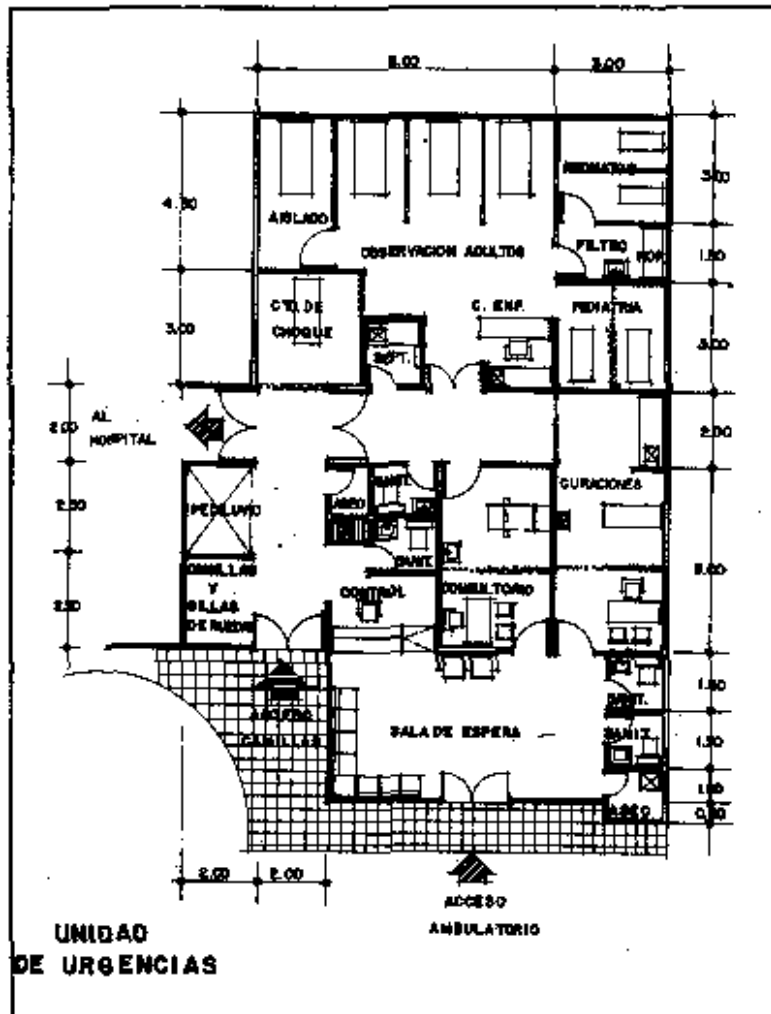 8.00
3.00
4.50
3.00
AISLADO
NEONATOS
OBSERVACION ADULTOS
FILTRO
1.50
3.00
CTO. DE
CHOQUE
C. ENF.
PEDIATRIA
SEPT.
3.00
2.00
AL
HOSPITAL
2.00
2.50
PEDILUVIO
ASEO
SANIT.
CURACIONES
SANIT.
CAMILLAS
Y
SILLAS
DE RUEDAS
CONTROL
CONSULTORIO
2.50
5.00
ACCESO
CAMILLAS
SALA DE ESPERA
SANIT.
1.50
SANIT.
1.50
ASEO
2.00
2.00
ACCESO
AMBULATORIO
UNIDAD
DE URGENCIAS